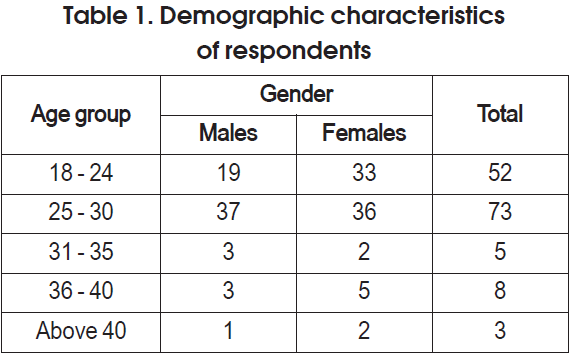 Table 1. Demographic characteristics
of respondents
Age group Gender Total
Males Females
18 - 24 19 33 52
25 - 30 37 36 73
31 - 35 3 2 5
36 - 40 3 5 8
Above 40 1 2 3